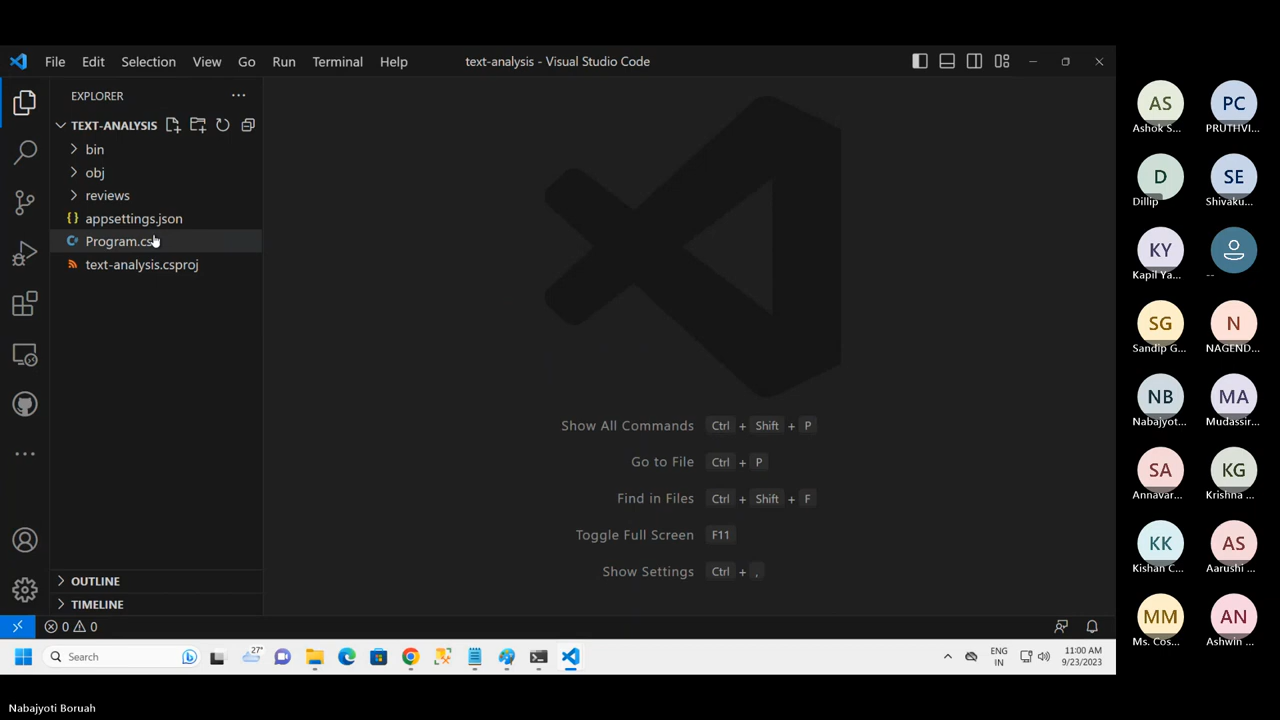 File Edit Selection View Go Run Terminal Help
text-analysis - Visual Studio Code
EXPLORER
TEXT-ANALYSIS
bin
obj
reviews
{} appsettings.json
Program.cs
text-analysis.csproj
OUTLINE
TIMELINE
Show All Commands Ctrl + Shift + P
Go to File Ctrl + P
Find in Files Ctrl + Shift + F
Toggle Full Screen F11
Show Settings Ctrl + ,
0 0
Search
27°
ENG
IN
11:00 AM
9/23/2023
AS
Ashok S...
PC
PRUTHVI...
D
Dillip
SE
Shivaku...
KY
Kapil Ya...
--
SG
Sandip G...
N
NAGEND...
NB
Nabajyot...
MA
Mudassir...
SA
Annavar...
KG
Krishna ...
KK
Kishan C...
AS
Aarushi ...
MM
Ms. Cos...
AN
Ashwin ...
Nabajyoti Boruah